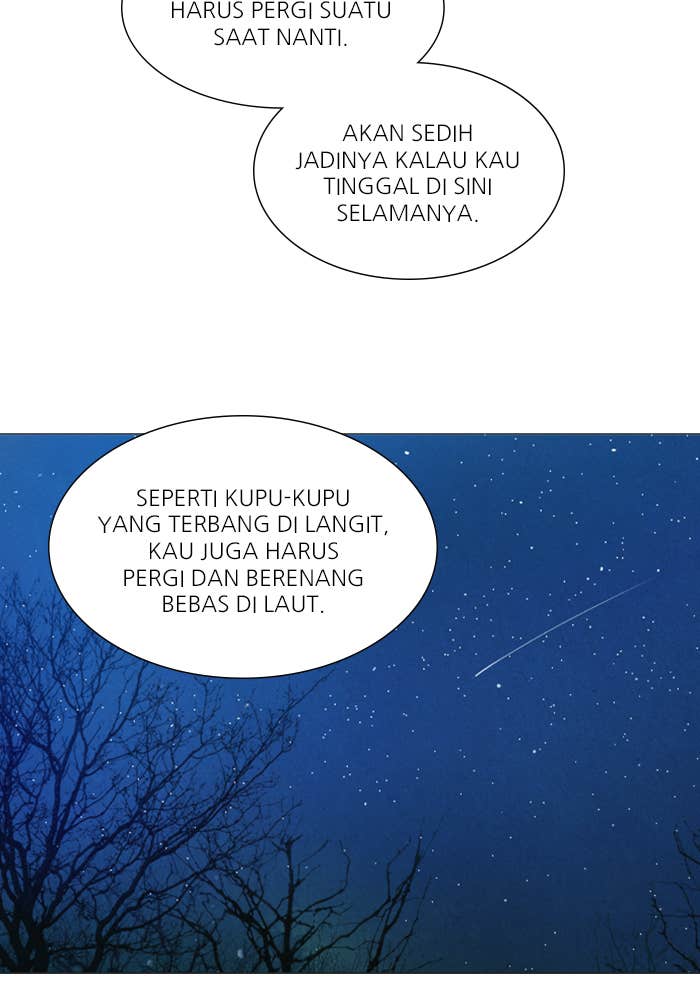 HARUS PERGI SUATU
SAAT NANTI.
AKAN SEDIH
JADINYA KALAU KAU
TINGGAL DI SINI
SELAMANYA.
SEPERTI KUPU-KUPU
YANG TERBANG DI LANGIT,
KAU JUGA HARUS
PERGI DAN BERENANG
BEBAS DI LAUT.